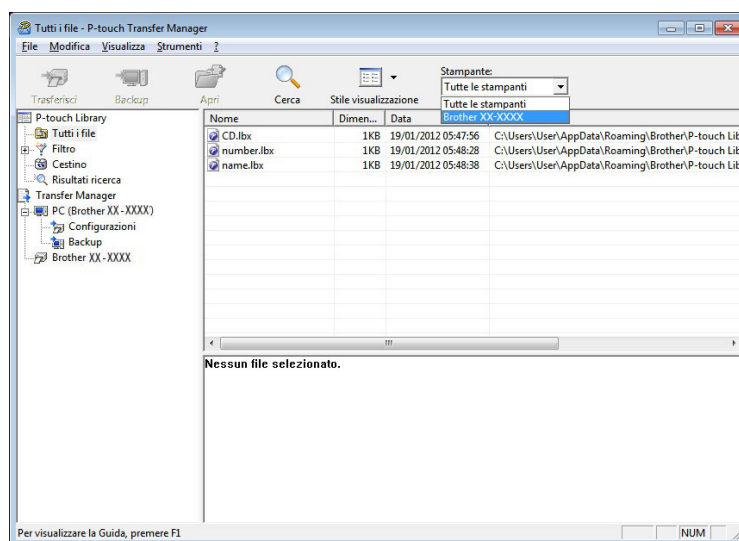 Tutti i file - P-touch Transfer Manager
File Modifica Visualizza Strumenti ?
Trasferisci Backup Apri Cerca Stile visualizzazione
Stampante:
Tutte le stampanti
Tutte le stampanti
Brother XX-XXXX
P-touch Library
Tutti i file
Filtro
Cestino
Risultati ricerca
Transfer Manager
PC (Brother XX-XXXX)
Configurazioni
Backup
Brother XX-XXXX
Nome Dimen... Data
CD.lbx 1KB 19/01/2012 05:47:56 C:\Users\User\AppData\Roaming\Brother\P-touch Lib
number.lbx 1KB 19/01/2012 05:48:28 C:\Users\User\AppData\Roaming\Brother\P-touch Lib
name.lbx 1KB 19/01/2012 05:48:38 C:\Users\User\AppData\Roaming\Brother\P-touch Lib
Nessun file selezionato.
Per visualizzare la Guida, premere F1
NUM